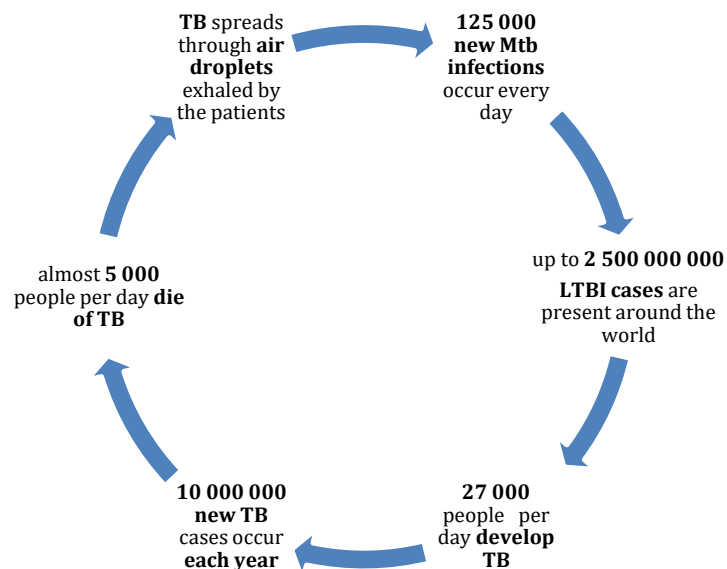 TB spreads
through air
droplets
exhaled by
the patients
125 000
new Mtb
infections
occur every
day
up to 2 500 000 000
LTBI cases are
present around the
world
27 000
people per
day develop
TB
10 000 000
new TB
cases occur
each year
almost 5 000
people per day die
of TB